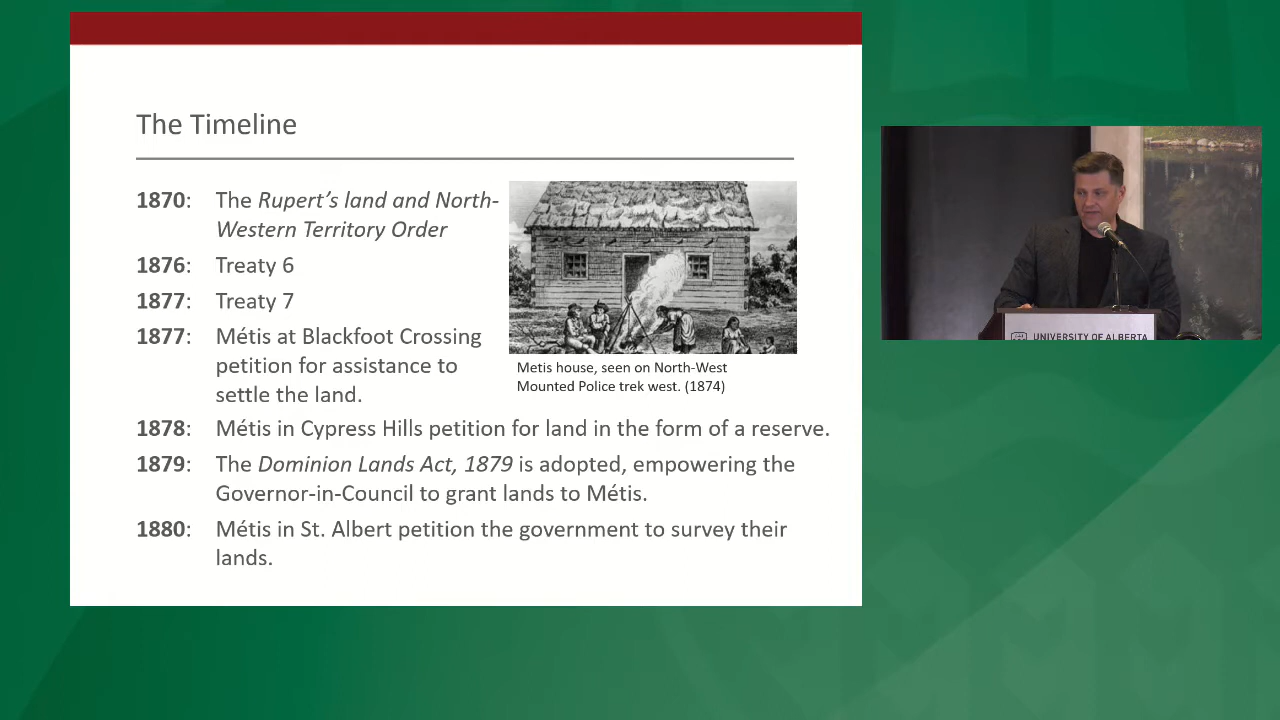 The Timeline
1870: The Rupert’s land and North-
Western Territory Order
1876: Treaty 6
1877: Treaty 7
1877: Métis at Blackfoot Crossing
petition for assistance to
settle the land.
Metis house, seen on North-West
Mounted Police trek west. (1874)
1878: Métis in Cypress Hills petition for land in the form of a reserve.
1879: The Dominion Lands Act, 1879 is adopted, empowering the
Governor-in-Council to grant lands to Métis.
1880: Métis in St. Albert petition the government to survey their
lands.
UNIVERSITY OF ALBERTA